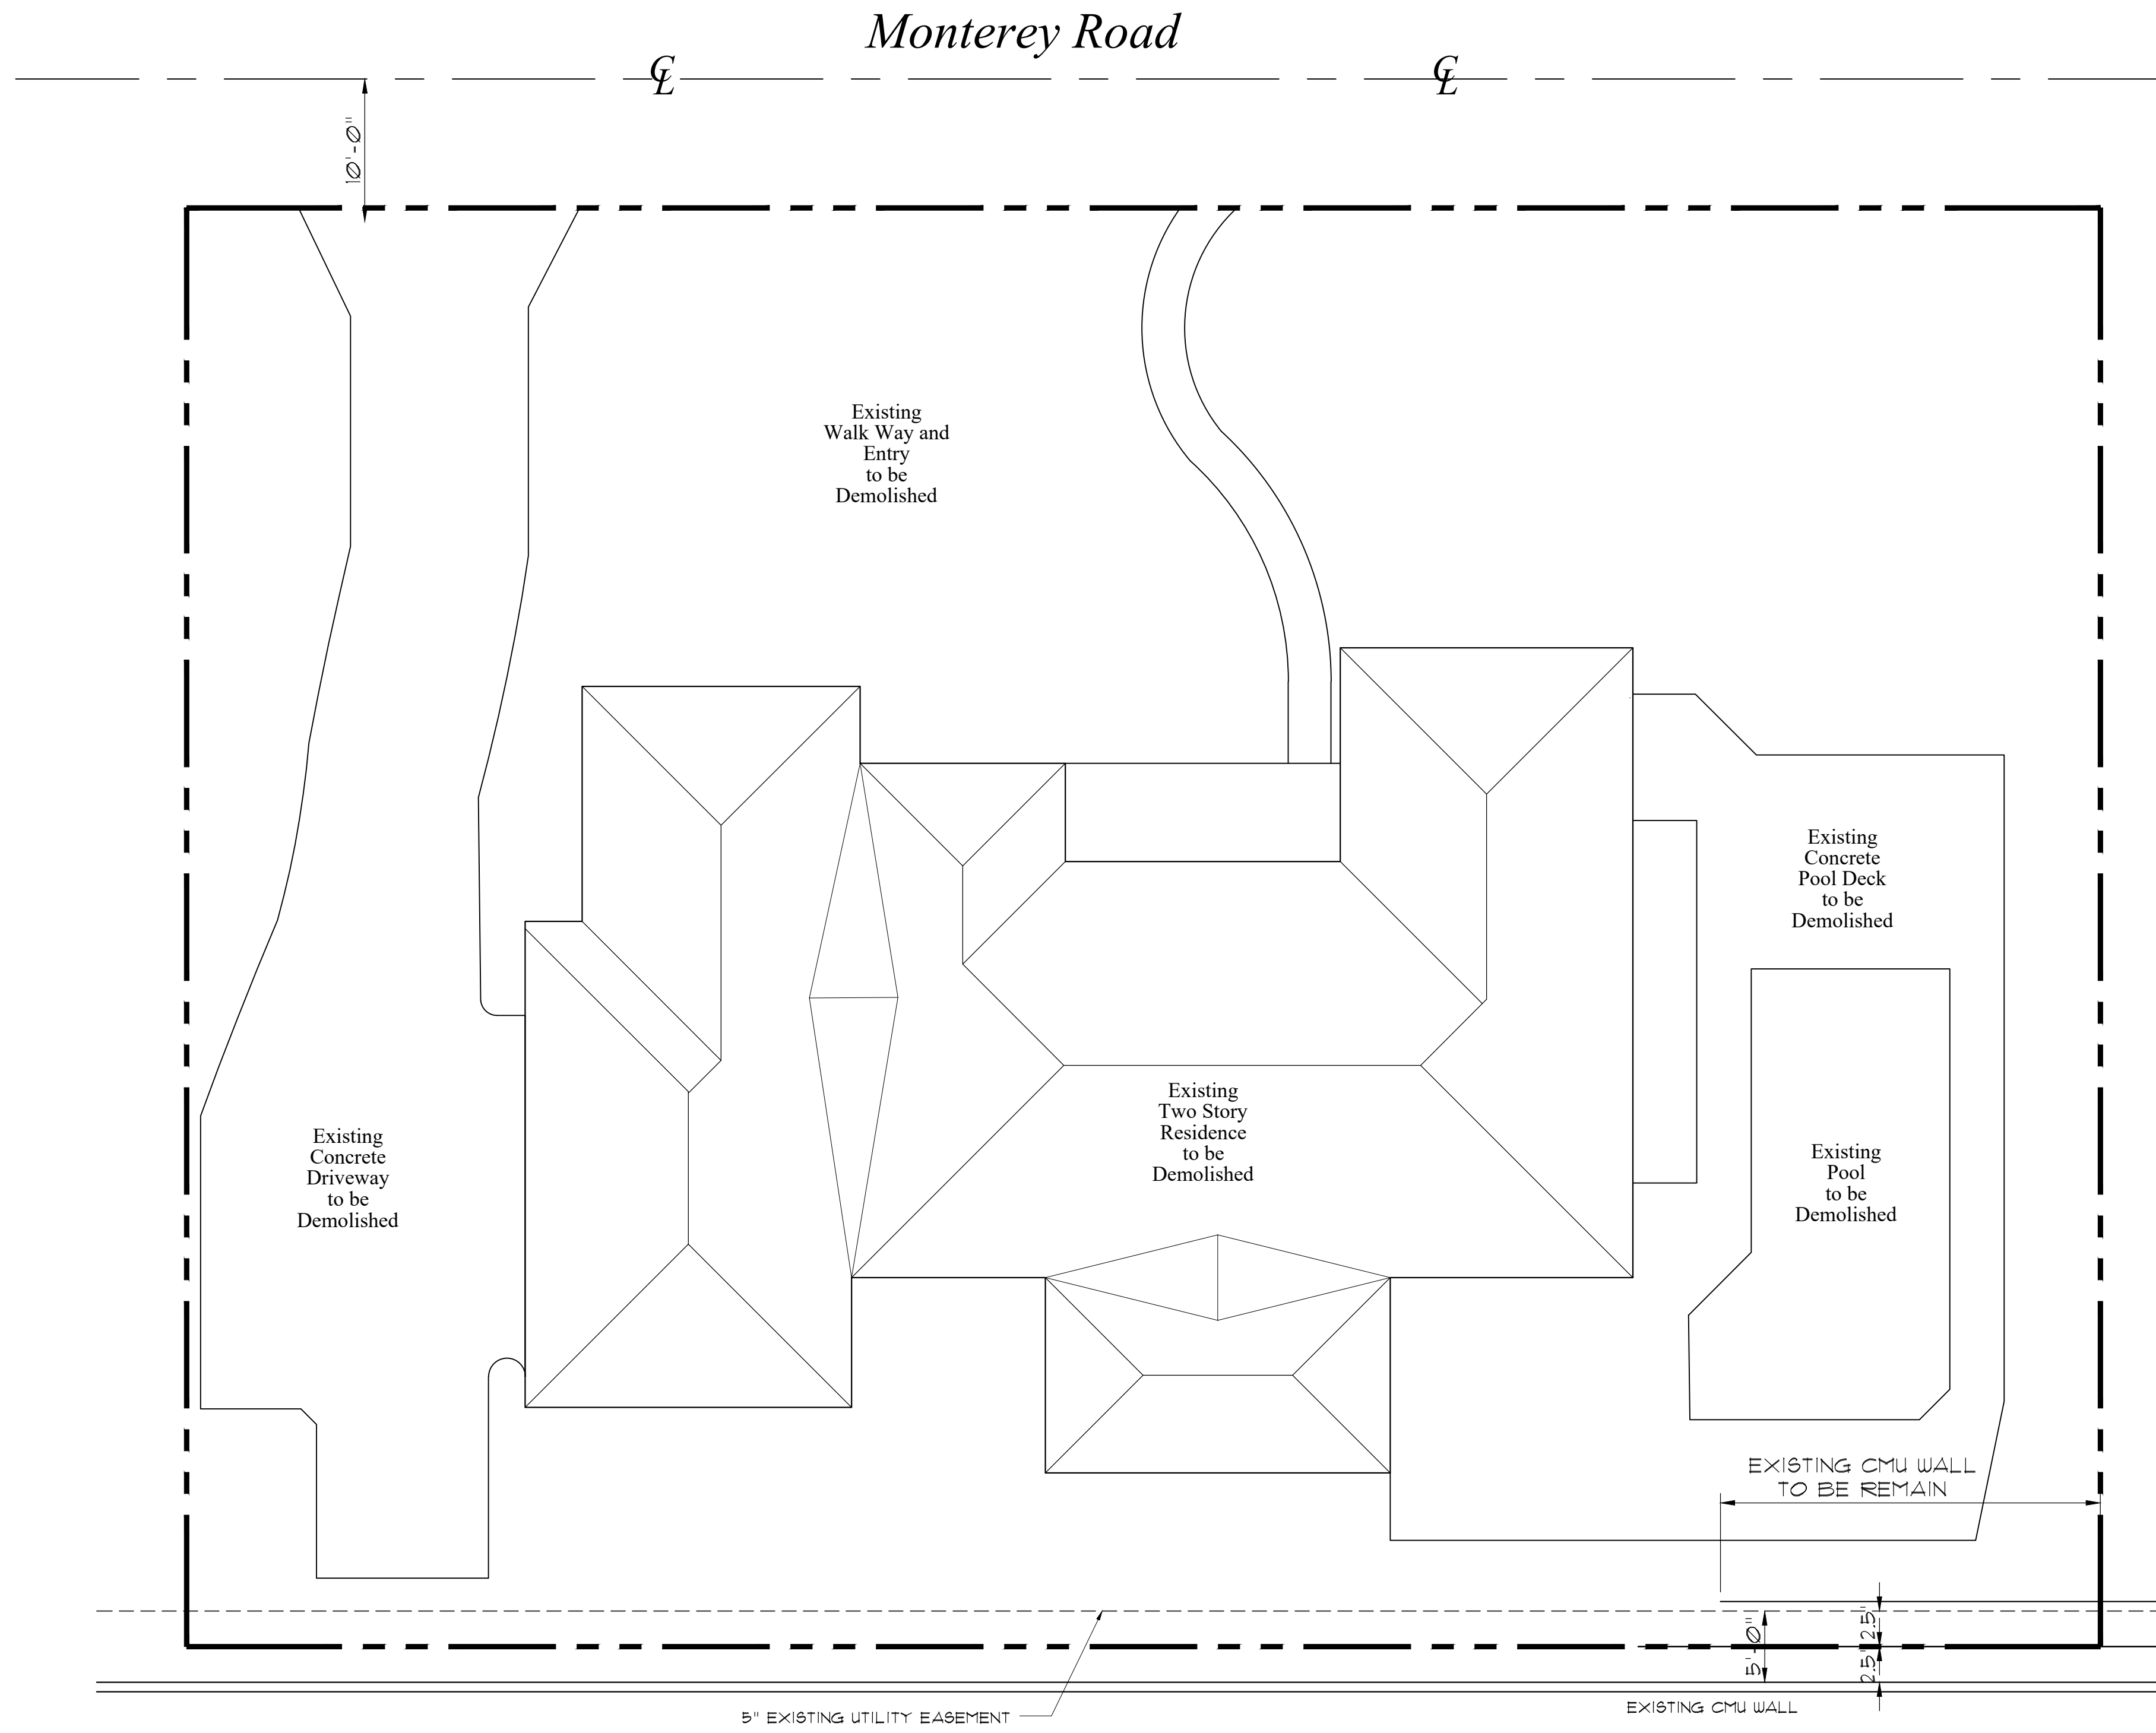 Monterey Road
℄ ℄
10'-0"
Existing
Walk Way and
Entry
to be
Demolished
Existing
Concrete
Pool Deck
to be
Demolished
Existing
Two Story
Residence
to be
Demolished
Existing
Concrete
Driveway
to be
Demolished
Existing
Pool
to be
Demolished
EXISTING CMU WALL
TO BE REMAIN
5'-0"
2.5'
2.5'
5" EXISTING UTILITY EASEMENT
EXISTING CMU WALL